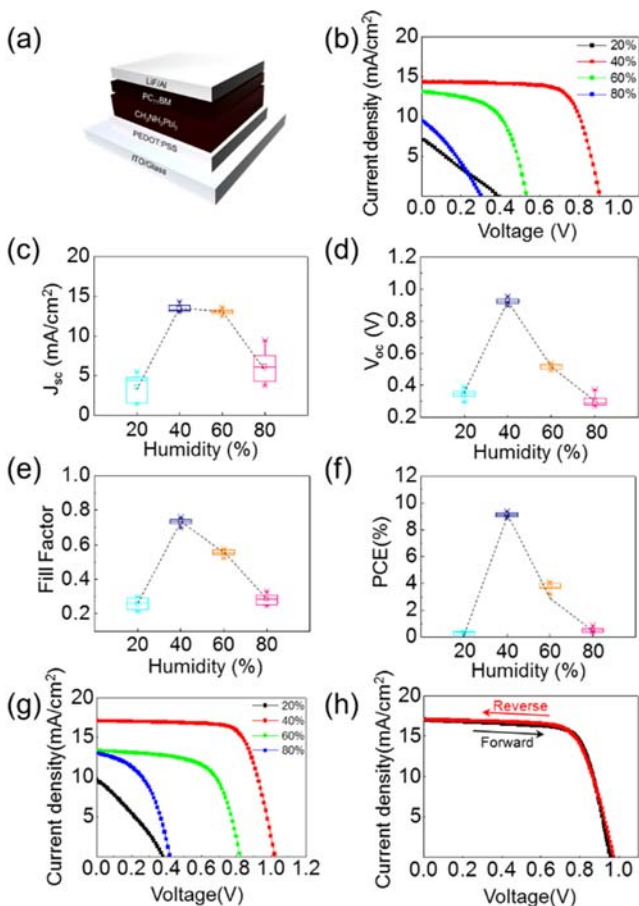 (a)
LiF/Al
PC₇₁BM
CH₃NH₃PbI₃
PEDOT:PSS
ITO/Glass
(b)
Current density (mA/cm²)
20
15
10
5
0.0 0.2 0.4 0.6 0.8 1.0
Voltage (V)
20%
40%
60%
80%
(c)
J_sc (mA/cm²)
20
15
10
5
0
20 40 60 80
Humidity (%)
(d)
V_oc (V)
1.2
1.0
0.8
0.6
0.4
0.2
20 40 60 80
Humidity (%)
(e)
Fill Factor
1.0
0.8
0.6
0.4
0.2
20 40 60 80
Humidity (%)
(f)
PCE(%)
12
10
8
6
4
2
0
20 40 60 80
Humidity (%)
(g)
Current density(mA/cm²)
20
15
10
5
0.0 0.2 0.4 0.6 0.8 1.0 1.2
Voltage(V)
20%
40%
60%
80%
(h)
Current density(mA/cm²)
20
15
10
5
0.0 0.2 0.4 0.6 0.8 1.0
Voltage(V)
Reverse
Forward